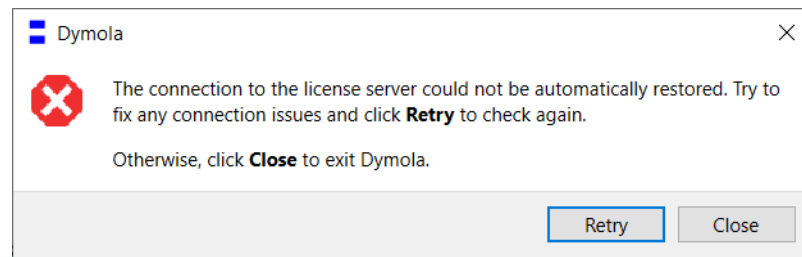 Dymola
The connection to the license server could not be automatically restored. Try to
fix any connection issues and click Retry to check again.
Otherwise, click Close to exit Dymola.
Retry
Close